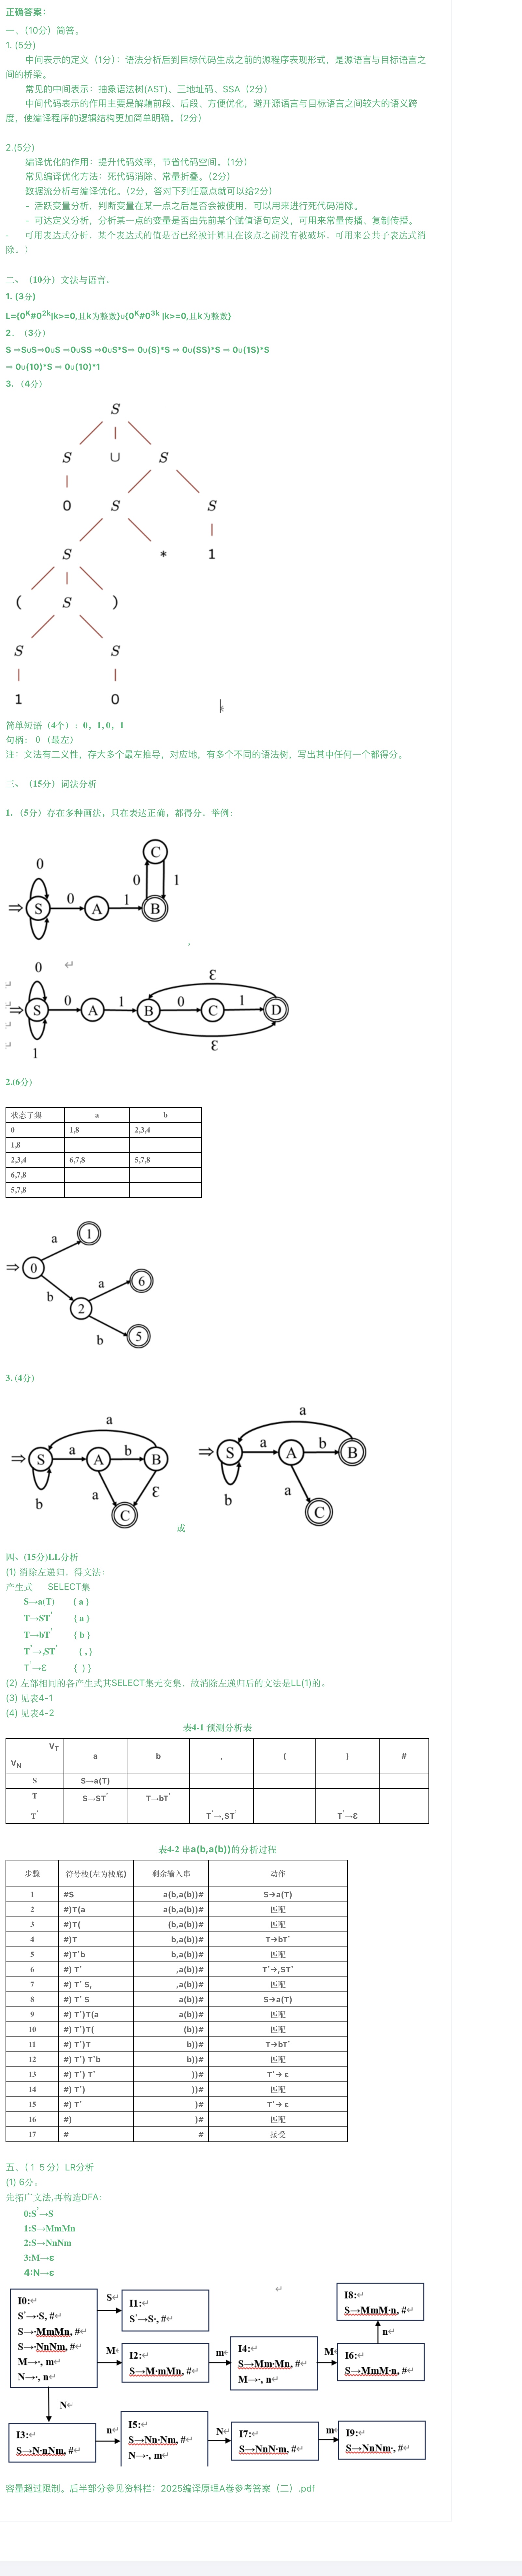 正确答案：
一、（10分）简答。
1. (5分)
中间表示的定义（1分）：语法分析后到目标代码生成之前的源程序表现形式，是源语言与目标语言之
间的桥梁。
常见的中间表示：抽象语法树(AST)、三地址码、SSA（2分）
中间代码表示的作用主要是解藕前段、后段、方便优化，避开源语言与目标语言之间较大的语义跨
度，使编译程序的逻辑结构更加简单明确。（2分）
2.(5分)
编译优化的作用：提升代码效率，节省代码空间。（1分）
常见编译优化方法：死代码消除、常量折叠。（2分）
数据流分析与编译优化。（2分，答对下列任意点就可以给2分）
- 活跃变量分析，判断变量在某一点之后是否会被使用，可以用来进行死代码消除。
- 可达定义分析，分析某一点的变量是否由先前某个赋值语句定义，可用来常量传播、复制传播。
- 可用表达式分析。某个表达式的值是否已经被计算且在该点之前没有被破坏。可用来公共子表达式消
除。）
二、（10分）文法与语言。
1.（3分）
L={0ᴷ#0²ᵏ|k>=0,且k为整数}∪{0ᴷ#0³ᵏ |k>=0,且k为整数}
2. （3分）
S ⇒S∪S⇒0∪S ⇒0∪SS ⇒0∪S*S⇒ 0∪(S)*S ⇒ 0∪(SS)*S ⇒ 0∪(1S)*S
⇒ 0∪(10)*S ⇒ 0∪(10)*1
3. （4分）
S
S ∪ S
0 S S
S * 1
( S )
S S
1 0
简单短语（4个）：0，1, 0，1
句柄： 0（最左）
注：文法有二义性，存大多个最左推导，对应地，有多个不同的语法树，写出其中任何一个都得分。
三、（15分）词法分析
1.（5分）存在多种画法，只在表达正确，都得分。举例：
C
0 0 1
⇒ S 0 A 1 B
0 ↵ ε
⇒ S 0 A 1 B 0 C 1 D
1 ε
2.(6分)
状态子集 a b
0 1,8 2,3,4
1,8
2,3,4 6,7,8 5,7,8
6,7,8
5,7,8
a 1
⇒ 0
b 2 a 6
b 5
3. (4分)
a a
⇒ S a A b B ⇒ S a A b B
b a ε b a
C 或 C
四、(15分)LL分析
(1) 消除左递归。得文法：
产生式 SELECT集
S→a(T) { a }
T→ST' { a }
T→bT' { b }
T'→,ST' { , }
T'→ε { ) }
(2) 左部相同的各产生式其SELECT集无交集。故消除左递归后的文法是LL(1)的。
(3) 见表4-1
(4) 见表4-2
表4-1 预测分析表
V_T
V_N a b , ( ) #
S S→a(T)
T S→ST' T→bT'
T' T'→,ST' T'→ε
表4-2 串a(b,a(b))的分析过程
步骤 符号栈(左为栈底) 剩余输入串 动作
1 #S a(b,a(b))# S→a(T)
2 #)T(a a(b,a(b))# 匹配
3 #)T( (b,a(b))# 匹配
4 #)T b,a(b))# T→bT'
5 #)T'b b,a(b))# 匹配
6 #) T' ,a(b))# T'→,ST'
7 #) T' S, ,a(b))# 匹配
8 #) T' S a(b))# S→a(T)
9 #) T')T(a a(b))# 匹配
10 #) T')T( (b))# 匹配
11 #) T')T b))# T→bT'
12 #) T') T'b b))# 匹配
13 #) T') T' ))# T'→ ε
14 #) T') ))# 匹配
15 #) T' )# T'→ ε
16 #) )# 匹配
17 # # 接受
五、（１５分）LR分析
(1) 6分。
先拓广文法,再构造DFA：
0:S'→S
1:S→MmMn
2:S→NnNm
3:M→ε
4:N→ε
I0:↵
S'→·S, #↵
S→·MmMn, #↵
S→·NnNm, #↵
M→·, m↵
N→·, n↵
S↵
I1:↵
S'→S·, #↵
↵
I8:↵
S→MmM·n, #↵
n↵
M↵
I2:↵
S→M·mMn, #↵
m↵
I4:↵
S→Mm·Mn, #↵
M→·, n↵
M↵
I6:↵
S→MmM·n, #↵
N↵
I3:↵
S→N·nNm, #↵
n↵
I5:↵
S→Nn·Nm, #↵
N→·, m↵
N↵
I7:↵
S→NnN·m, #↵
m↵
I9:↵
S→NnNm·, #↵
容量超过限制。后半部分参见资料栏：2025编译原理A卷参考答案（二）.pdf